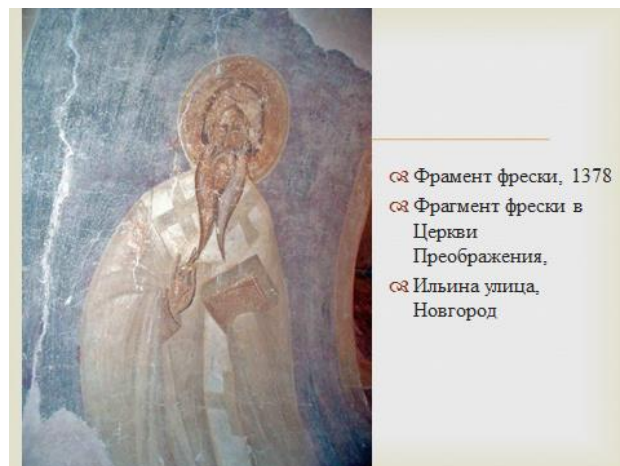 Фрамент фрески, 1378
Фрагмент фрески в
Церкви
Преображения,
Ильина улица,
Новгород